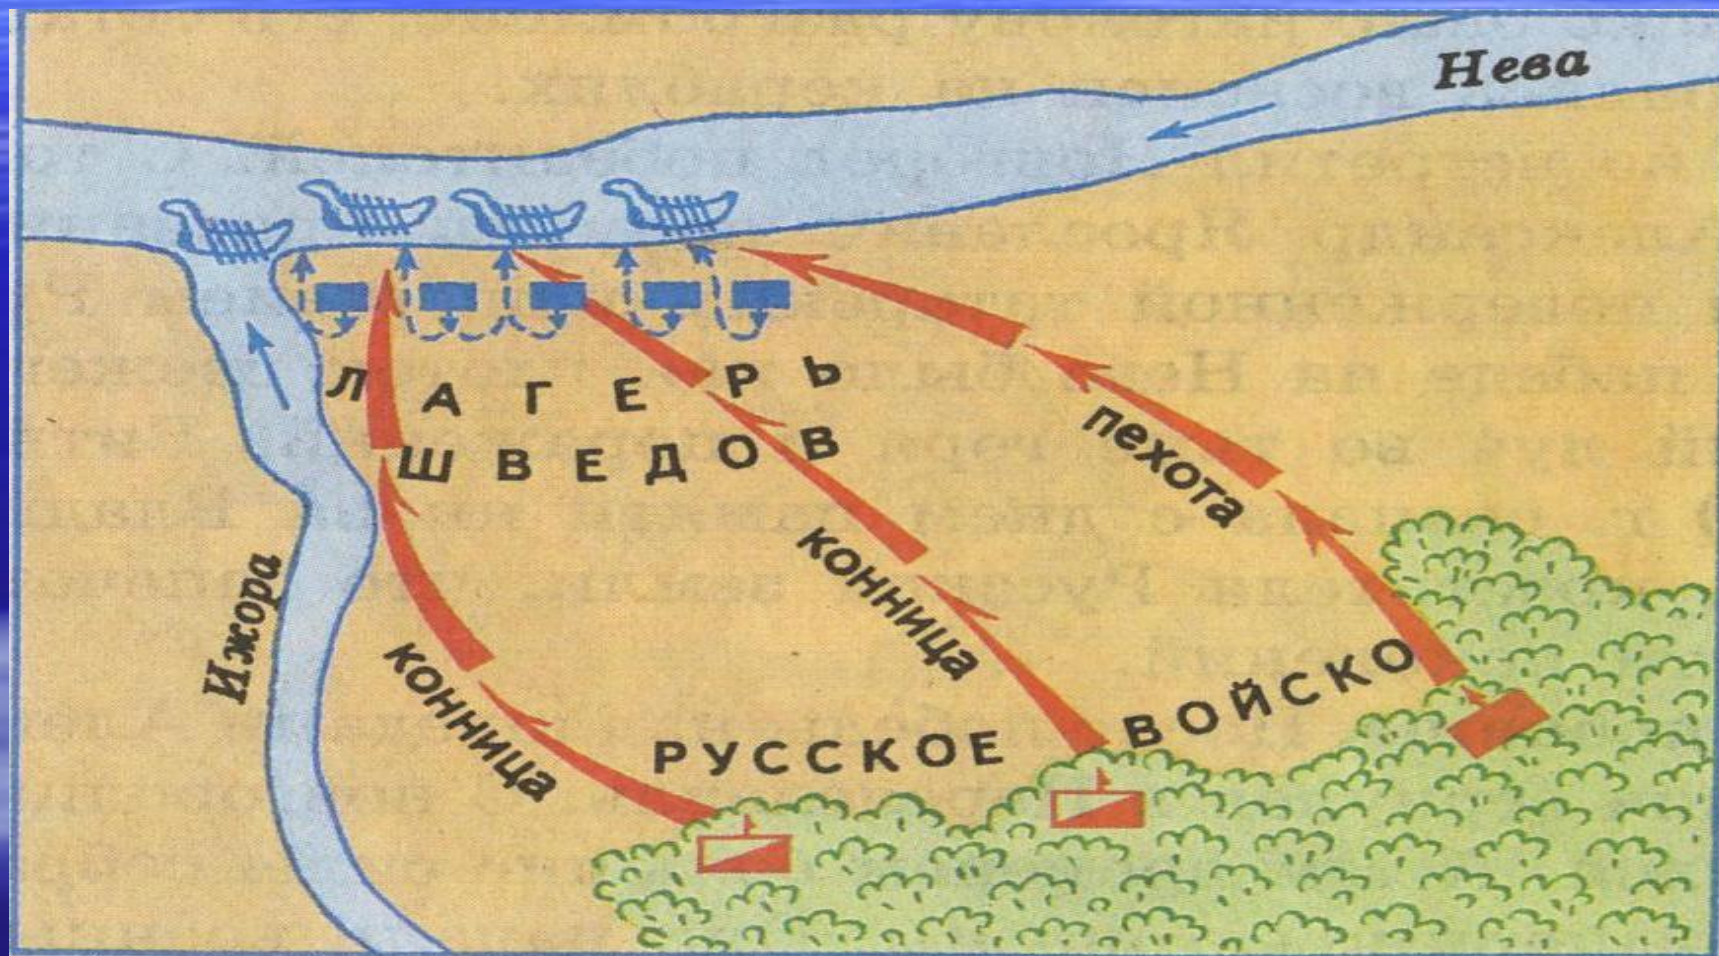 Нева
ЛАГЕРЬ
ШВЕДОВ
пехота
конница
Ижора
конница
РУССКОЕ ВОЙСКО